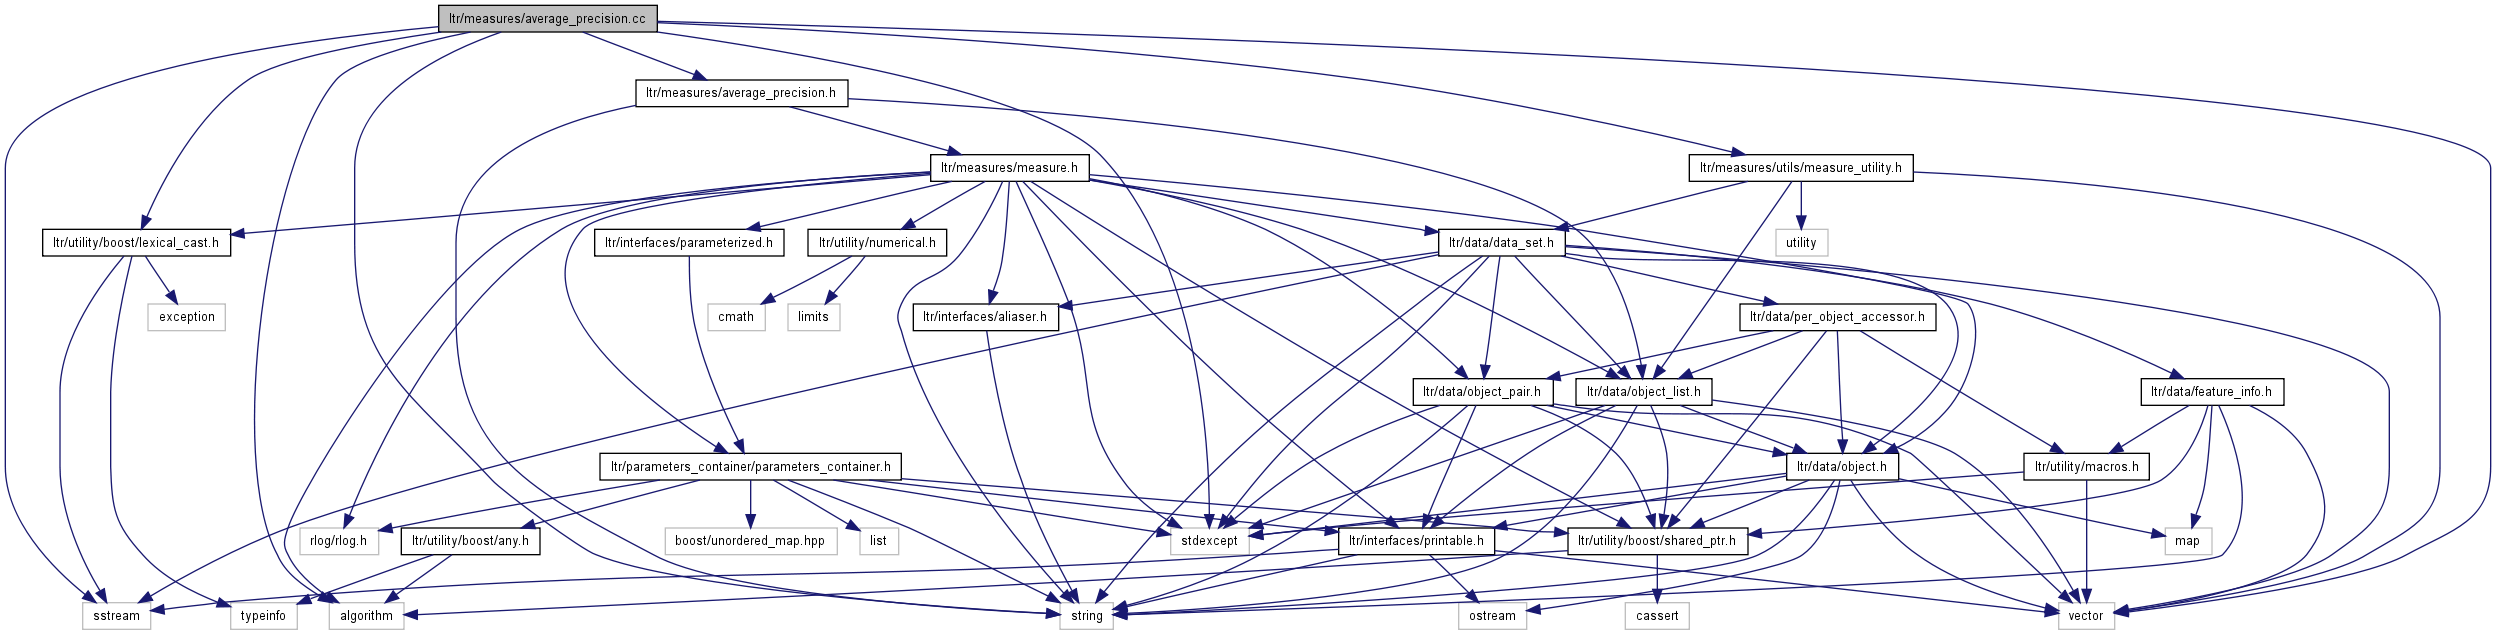 ltr/measures/average_precision.cc
ltr/measures/average_precision.h
ltr/measures/measure.h
ltr/measures/utils/measure_utility.h
ltr/utility/boost/lexical_cast.h
ltr/interfaces/parameterized.h
ltr/utility/numerical.h
ltr/data/data_set.h
utility
exception
cmath
limits
ltr/interfaces/aliaser.h
ltr/data/per_object_accessor.h
ltr/data/object_pair.h
ltr/data/object_list.h
ltr/data/feature_info.h
ltr/parameters_container/parameters_container.h
ltr/data/object.h
ltr/utility/macros.h
rlog/rlog.h
ltr/utility/boost/any.h
boost/unordered_map.hpp
list
stdexcept
ltr/interfaces/printable.h
ltr/utility/boost/shared_ptr.h
map
sstream
typeinfo
algorithm
string
ostream
cassert
vector